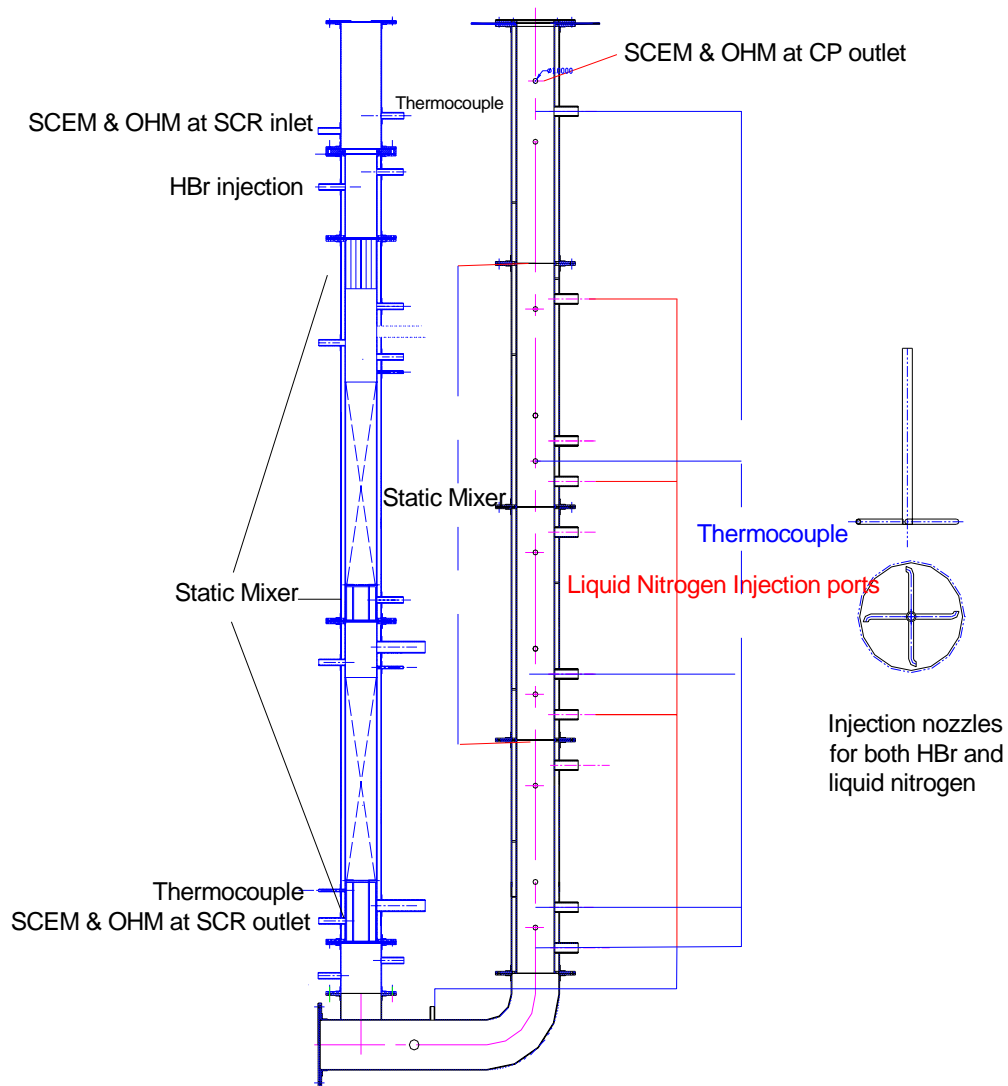 SCEM & OHM at CP outlet
Thermocouple
SCEM & OHM at SCR inlet
HBr injection
Static Mixer
Thermocouple
Liquid Nitrogen Injection ports
Static Mixer
Injection nozzles
for both HBr and
liquid nitrogen
Thermocouple
SCEM & OHM at SCR outlet